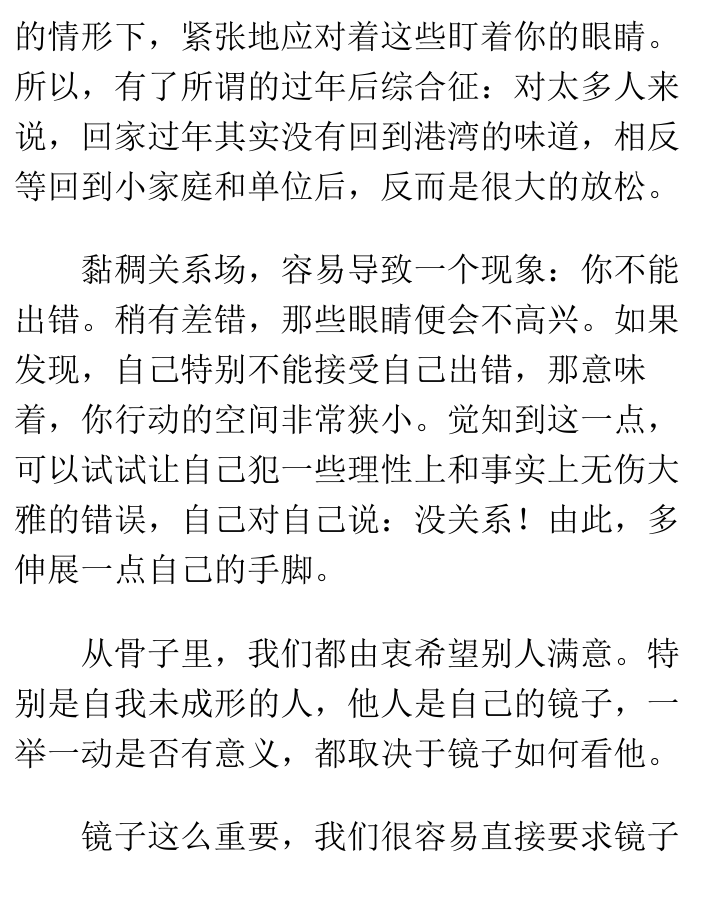 的情形下，紧张地应对着这些盯着你的眼睛。
所以，有了所谓的过年后综合征：对太多人来
说，回家过年其实没有回到港湾的味道，相反
等回到小家庭和单位后，反而是很大的放松。
黏稠关系场，容易导致一个现象：你不能
出错。稍有差错，那些眼睛便会不高兴。如果
发现，自己特别不能接受自己出错，那意味
着，你行动的空间非常狭小。觉知到这一点，
可以试试让自己犯一些理性上和事实上无伤大
雅的错误，自己对自己说：没关系！由此，多
伸展一点自己的手脚。
从骨子里，我们都由衷希望别人满意。特
别是自我未成形的人，他人是自己的镜子，一
举一动是否有意义，都取决于镜子如何看他。
镜子这么重要，我们很容易直接要求镜子